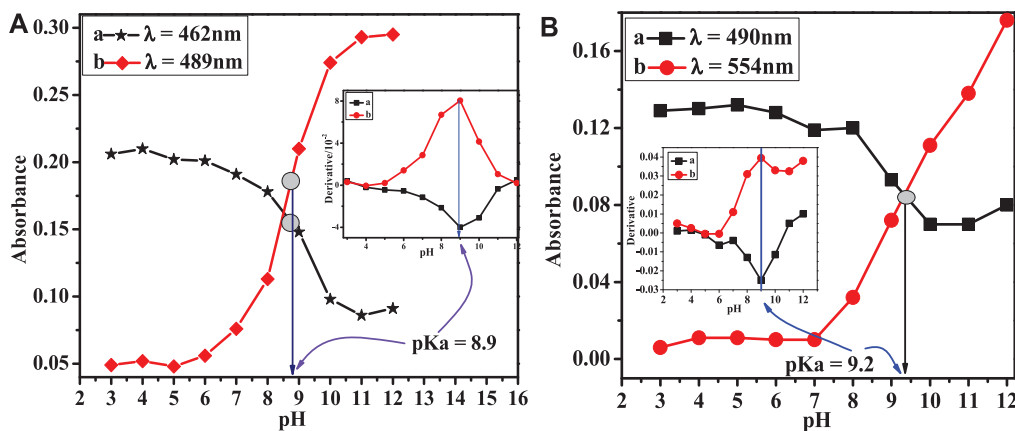 A
a λ = 462nm
b λ = 489nm
0.30
0.25
0.20
0.15
0.10
0.05
Absorbance
2 3 4 5 6 7 8 9 10 11 12 13 14 15 16
pH
a
b
8
4
0
-4
Derivative/10⁻²
4 6 8 10 12
pH
pKa = 8.9
B
a λ = 490nm
b λ = 554nm
0.16
0.12
0.08
0.04
0.00
Absorbance
2 3 4 5 6 7 8 9 10 11 12
pH
a
b
0.04
0.03
0.02
0.01
0.00
-0.01
-0.02
-0.03
Derivative
2 4 6 8 10 12
pH
pKa = 9.2